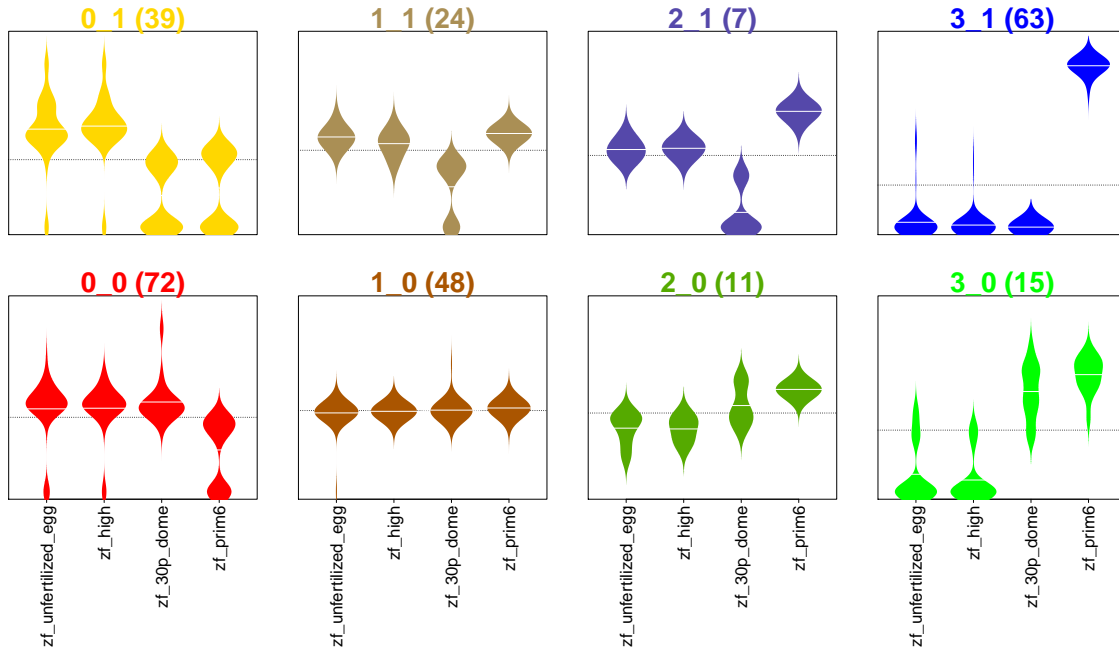 0_1 (39)
1_1 (24)
2_1 (7)
3_1 (63)
0_0 (72)
1_0 (48)
2_0 (11)
3_0 (15)
zf_unfertilized_egg
zf_high
zf_30p_dome
zf_prim6
zf_unfertilized_egg
zf_high
zf_30p_dome
zf_prim6
zf_unfertilized_egg
zf_high
zf_30p_dome
zf_prim6
zf_unfertilized_egg
zf_high
zf_30p_dome
zf_prim6